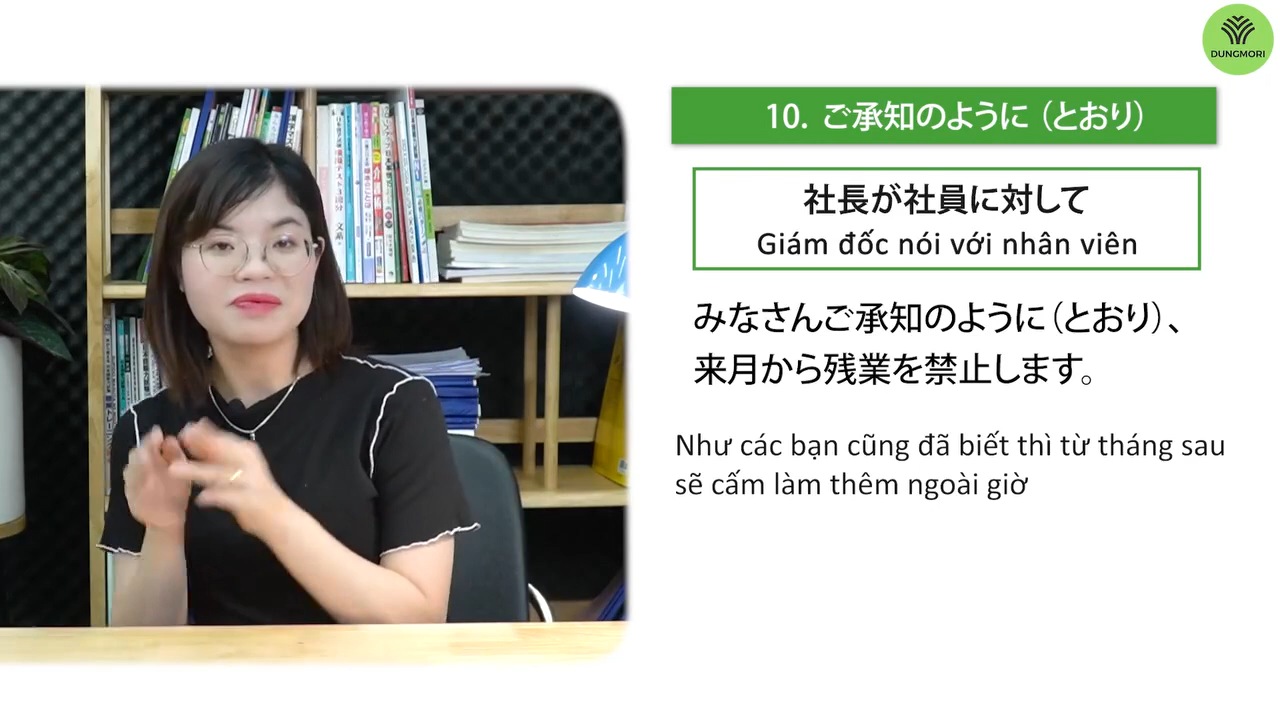 DUNGMORI
10. ご承知のように（とおり）
社長が社員に対して
Giám đốc nói với nhân viên
みなさんご承知のように（とおり）、
来月から残業を禁止します。
Như các bạn cũng đã biết thì từ tháng sau
sẽ cấm làm thêm ngoài giờ